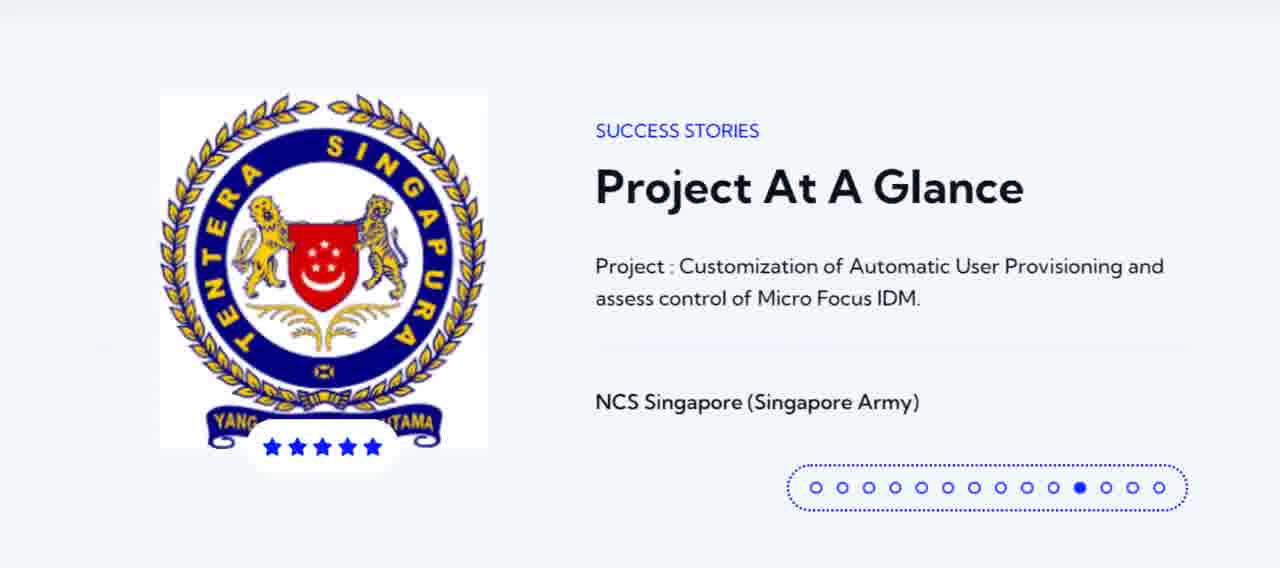 TENTERA SINGAPURA
YANG
UTAMA
SUCCESS STORIES
Project At A Glance
Project : Customization of Automatic User Provisioning and
assess control of Micro Focus IDM.
NCS Singapore (Singapore Army)